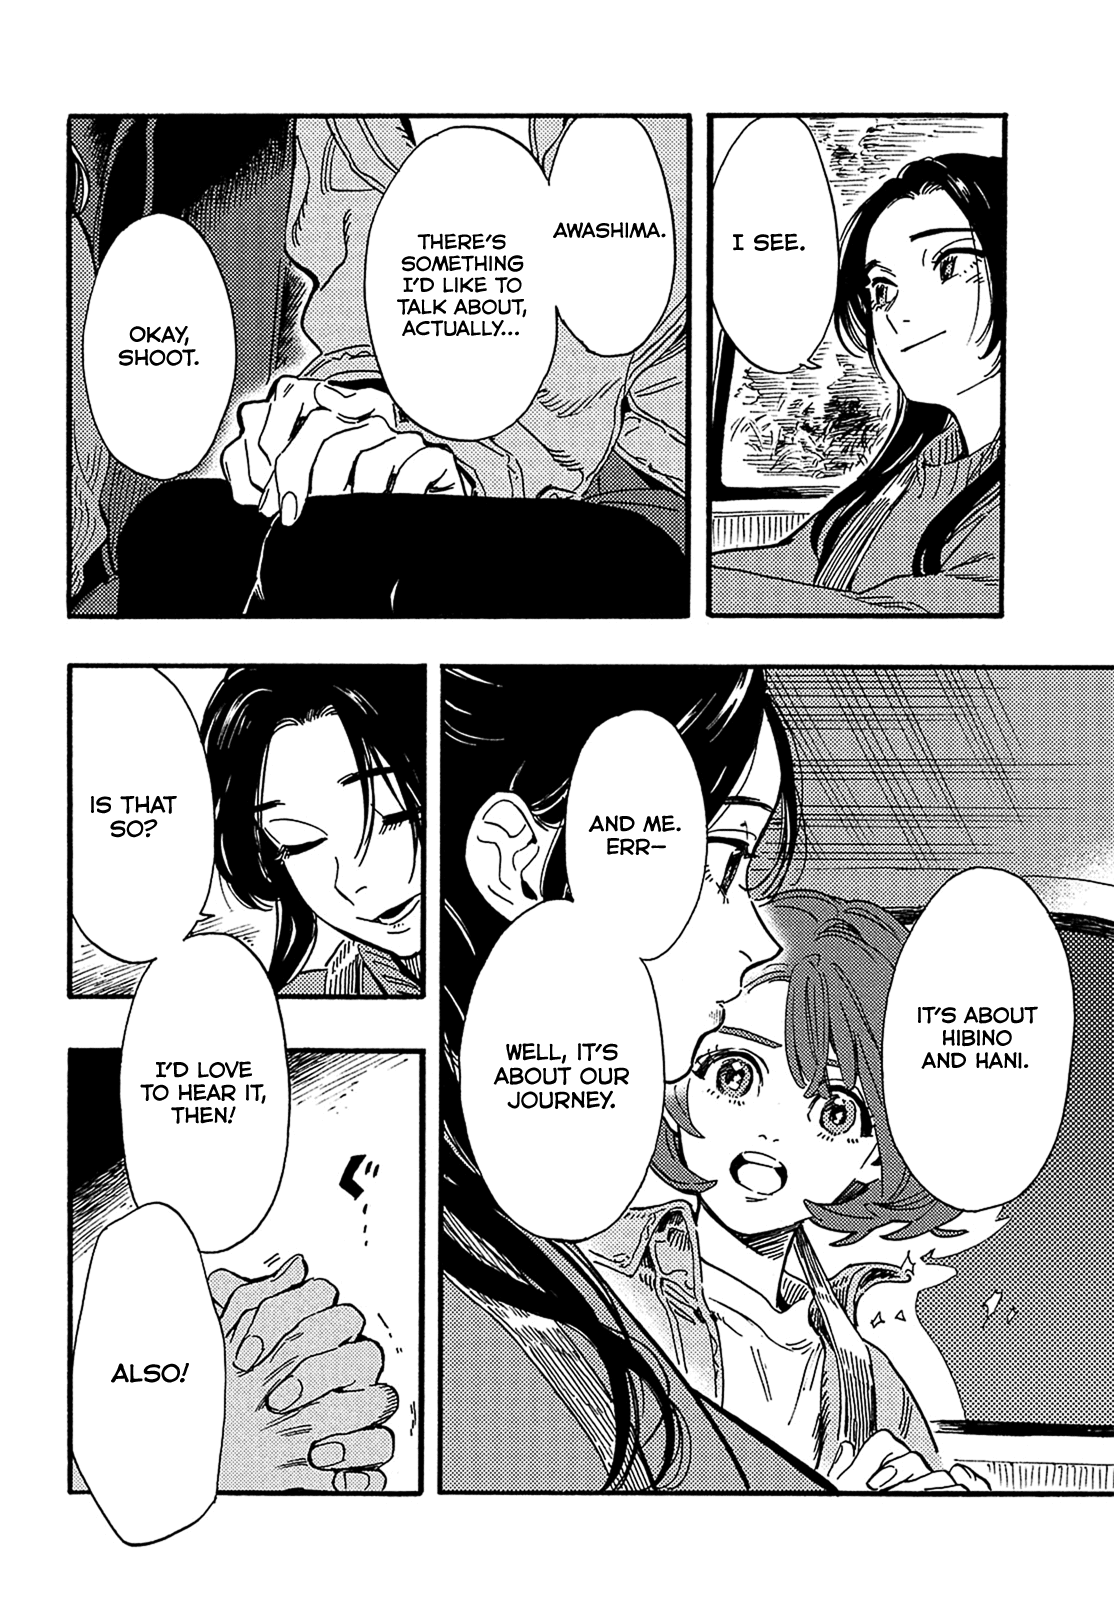 I SEE.
AWASHIMA.
THERE'S
SOMETHING
I'D LIKE TO
TALK ABOUT,
ACTUALLY...
OKAY,
SHOOT.
IT'S ABOUT
HIBINO
AND HANI.
AND ME.
ERR—
WELL, IT'S
ABOUT OUR
JOURNEY.
IS THAT
SO?
I'D LOVE
TO HEAR IT,
THEN!
ぐ
ALSO!